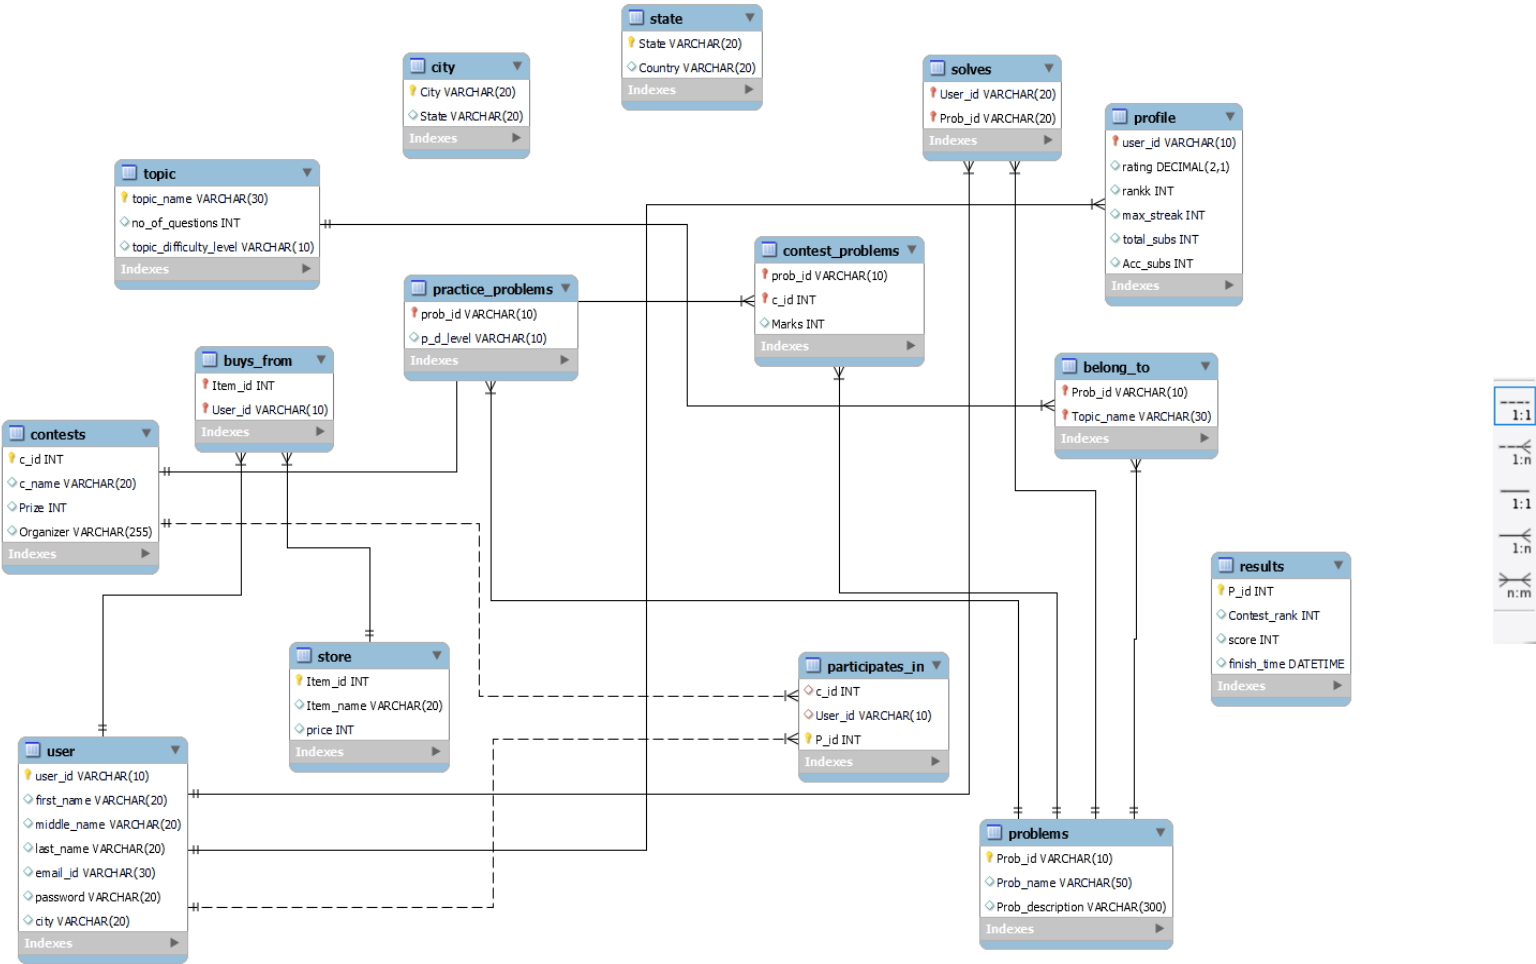 state
State VARCHAR(20)
Country VARCHAR(20)
Indexes
city
City VARCHAR(20)
State VARCHAR(20)
Indexes
solves
User_id VARCHAR(20)
Prob_id VARCHAR(20)
Indexes
profile
user_id VARCHAR(10)
rating DECIMAL(2,1)
rankk INT
max_streak INT
total_subs INT
Acc_subs INT
Indexes
topic
topic_name VARCHAR(30)
no_of_questions INT
topic_difficulty_level VARCHAR(10)
Indexes
contest_problems
prob_id VARCHAR(10)
c_id INT
Marks INT
Indexes
practice_problems
prob_id VARCHAR(10)
p_d_level VARCHAR(10)
Indexes
buys_from
Item_id INT
User_id VARCHAR(10)
Indexes
belong_to
Prob_id VARCHAR(10)
Topic_name VARCHAR(30)
Indexes
contests
c_id INT
c_name VARCHAR(20)
Prize INT
Organizer VARCHAR(255)
Indexes
1:1
1:n
1:1
1:n
n:m
results
P_id INT
Contest_rank INT
score INT
finish_time DATETIME
Indexes
store
Item_id INT
Item_name VARCHAR(20)
price INT
Indexes
participates_in
c_id INT
User_id VARCHAR(10)
P_id INT
Indexes
user
user_id VARCHAR(10)
first_name VARCHAR(20)
middle_name VARCHAR(20)
last_name VARCHAR(20)
email_id VARCHAR(30)
password VARCHAR(20)
city VARCHAR(20)
Indexes
problems
Prob_id VARCHAR(10)
Prob_name VARCHAR(50)
Prob_description VARCHAR(300)
Indexes